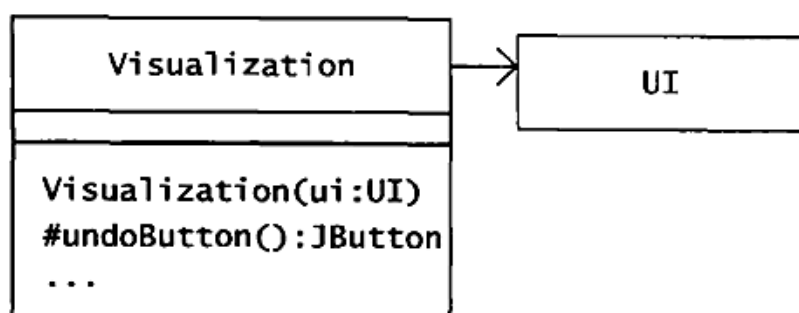 Visualization
UI
Visualization(ui:UI)
#undoButton():JButton
...